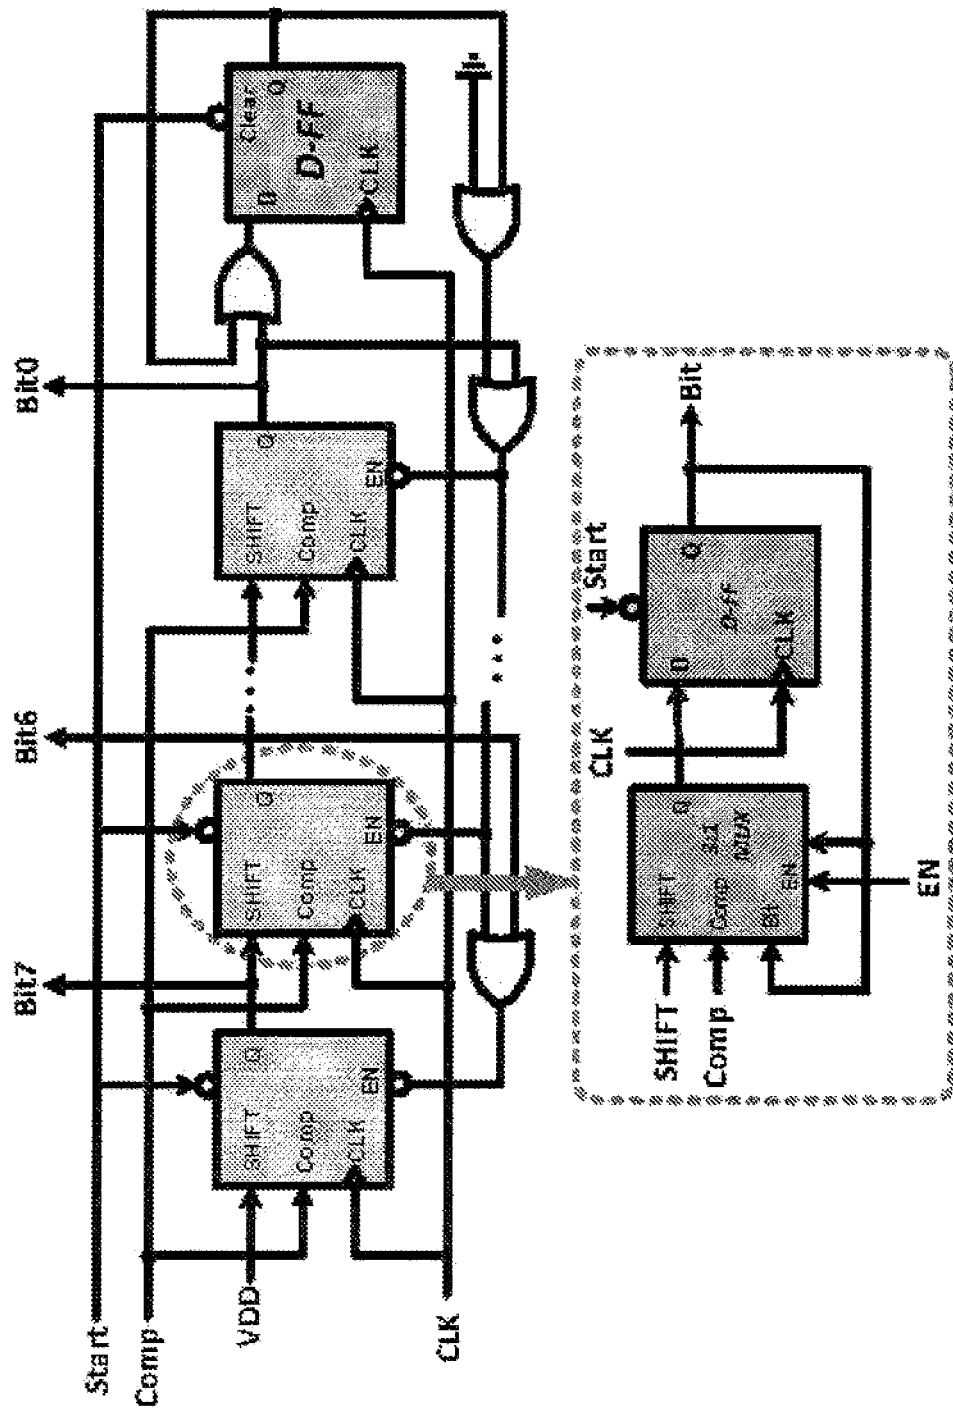 Start
Comp
VDD
CLK
Bit7
Bit6
Bit0
SHIFT
Comp
CLK
Q
EN
SHIFT
Comp
CLK
Q
EN
SHIFT
Comp
CLK
Q
EN
D
Clear
Q
D-FF
CLK
SHIFT
Comp
CLK
Start
Bit
EN
SHIFT
Comp
Bit
Q
3:1
MUX
EN
D
Q
D-FF
CLK